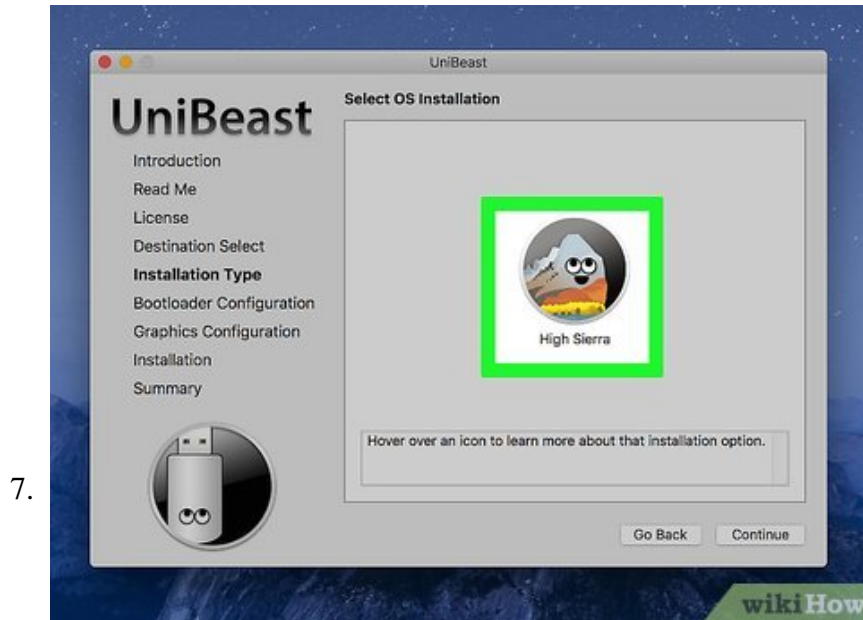 UniBeast
UniBeast
Select OS Installation
Introduction
Read Me
License
Destination Select
Installation Type
Bootloader Configuration
Graphics Configuration
Installation
Summary
High Sierra
Hover over an icon to learn more about that installation option.
7.
Go Back Continue
wikiHow